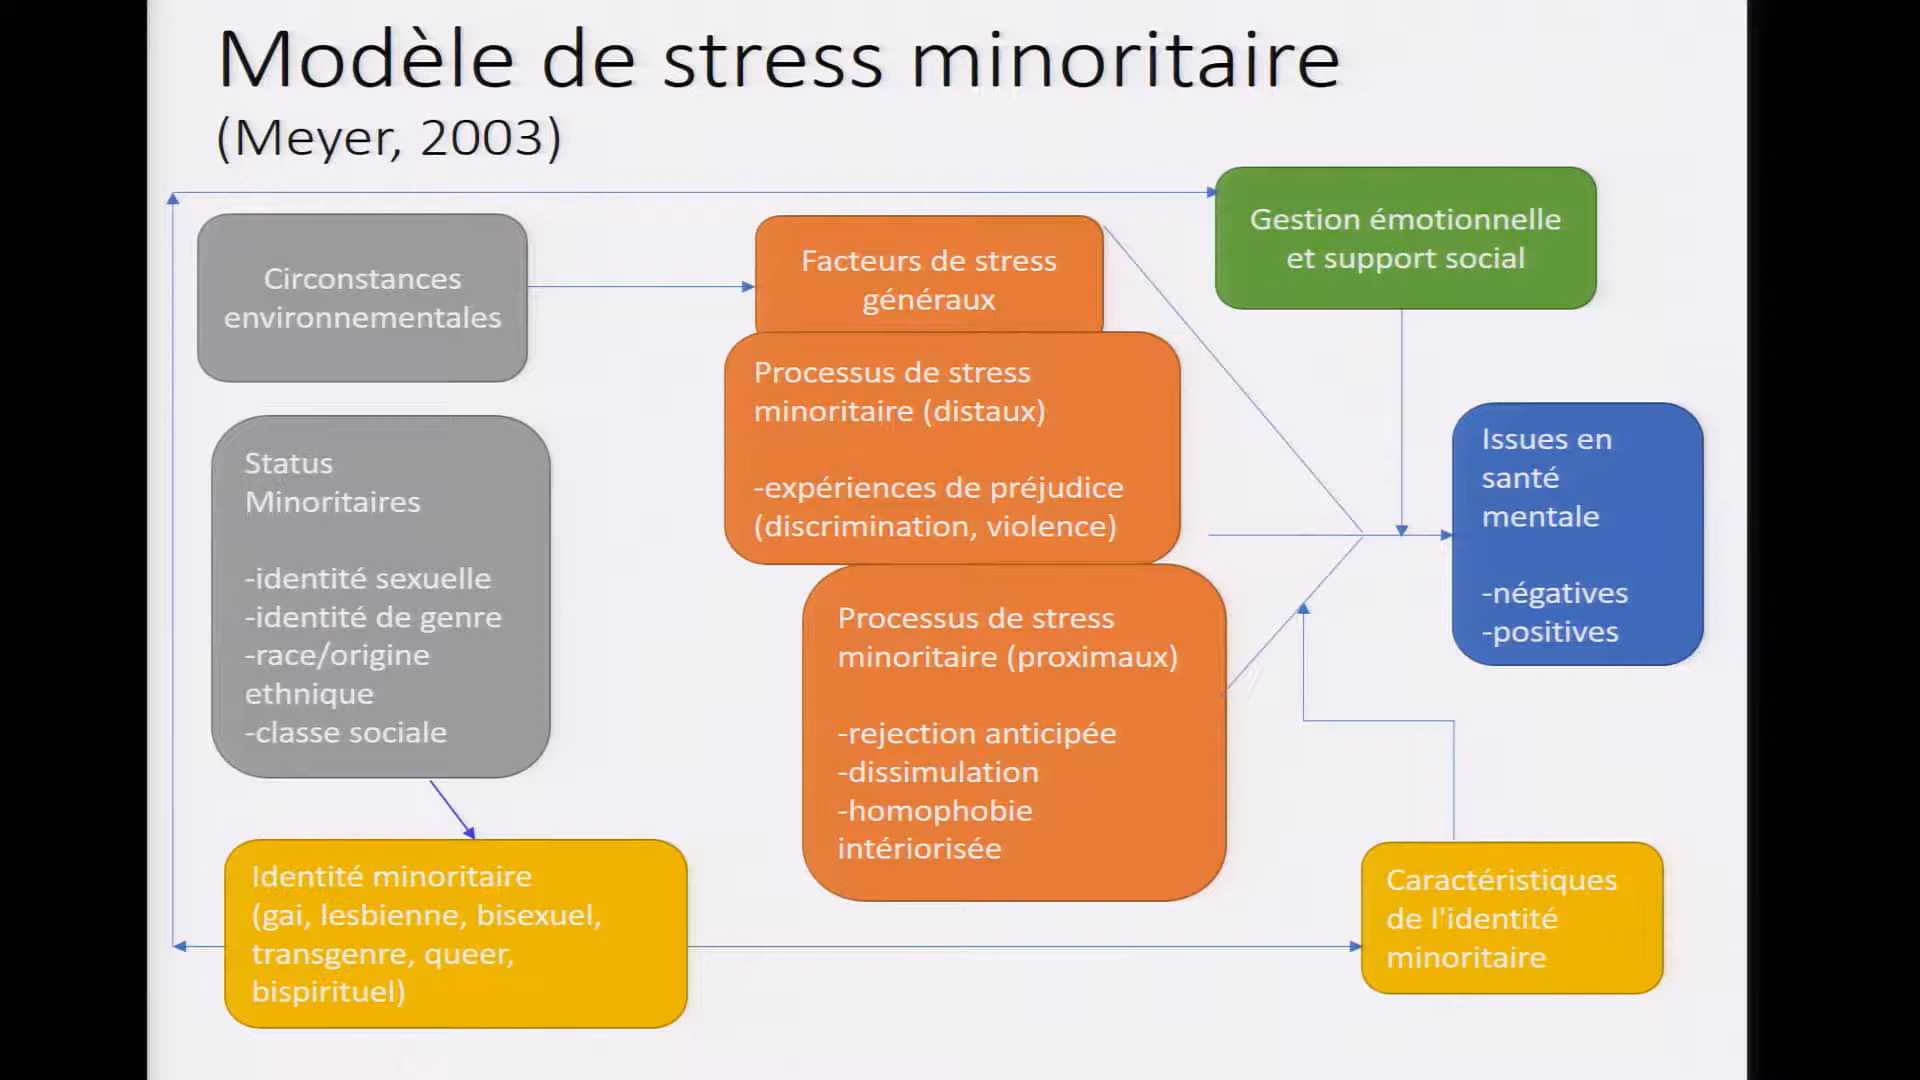 Modèle de stress minoritaire
(Meyer, 2003)
Gestion émotionnelle
et support social
Circonstances
environnementales
Facteurs de stress
généraux
Processus de stress
minoritaire (distaux)
-expériences de préjudice
(discrimination, violence)
Status
Minoritaires
-identité sexuelle
-identité de genre
-race/origine
ethnique
-classe sociale
Issues en
santé
mentale
-négatives
-positives
Processus de stress
minoritaire (proximaux)
-rejection anticipée
-dissimulation
-homophobie
intériorisée
Identité minoritaire
(gai, lesbienne, bisexuel,
transgenre, queer,
bispirituel)
Caractéristiques
de l'identité
minoritaire